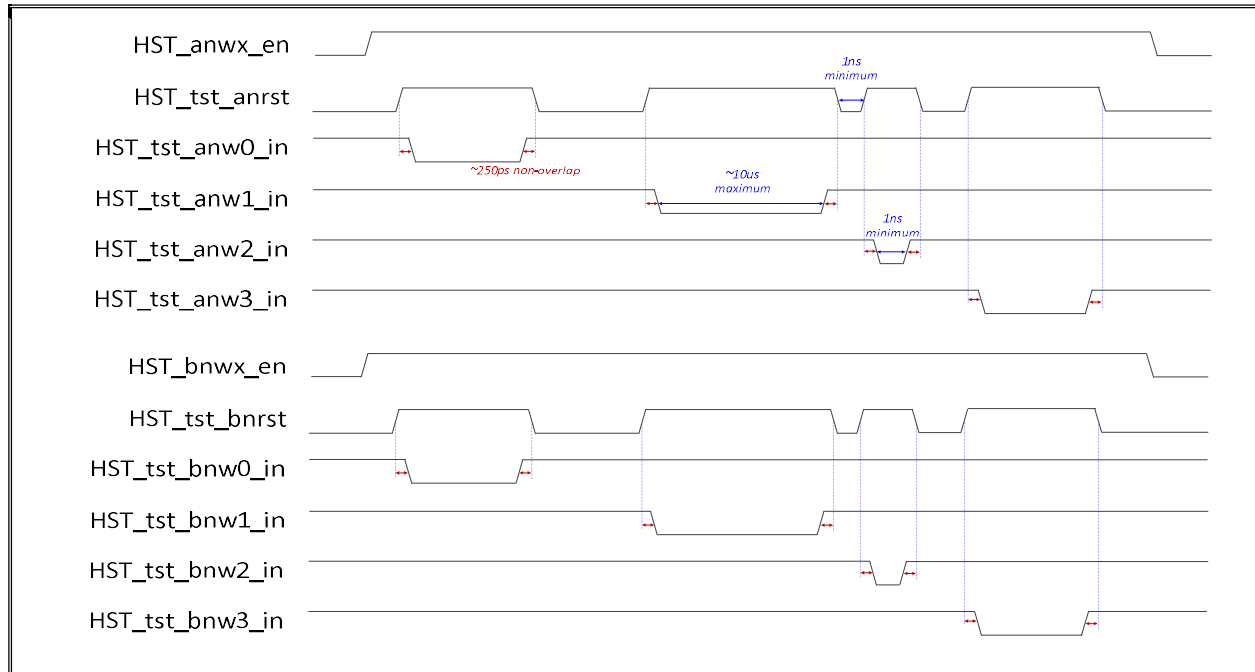 HST_anwx_en
1ns
minimum
HST_tst_anrst
HST_tst_anw0_in
~250ps non-overlap
~10us
maximum
HST_tst_anw1_in
1ns
minimum
HST_tst_anw2_in
HST_tst_anw3_in
HST_bnwx_en
HST_tst_bnrst
HST_tst_bnw0_in
HST_tst_bnw1_in
HST_tst_bnw2_in
HST_tst_bnw3_in